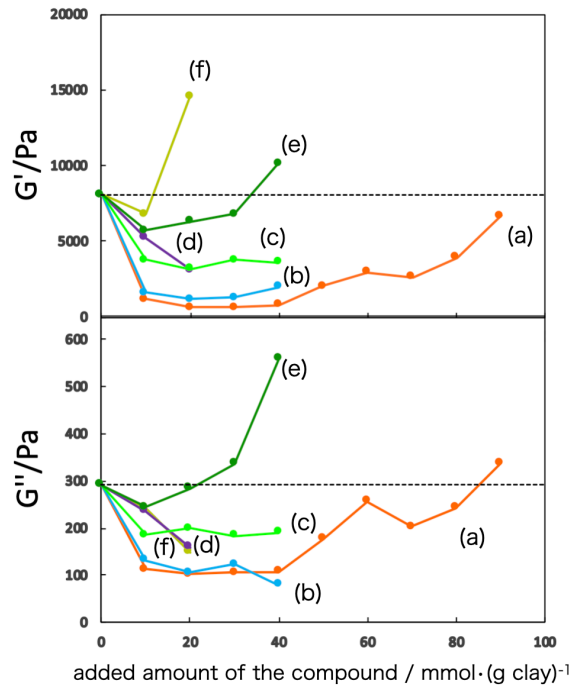 20000
(f)
15000
(e)
G'/Pa
10000
(d)
(c)
(a)
5000
(b)
0
600
(e)
500
G''/Pa
400
300
200
(c)
(f)
(d)
(a)
100
(b)
0
0 20 40 60 80 100
added amount of the compound / mmol·(g clay)-1